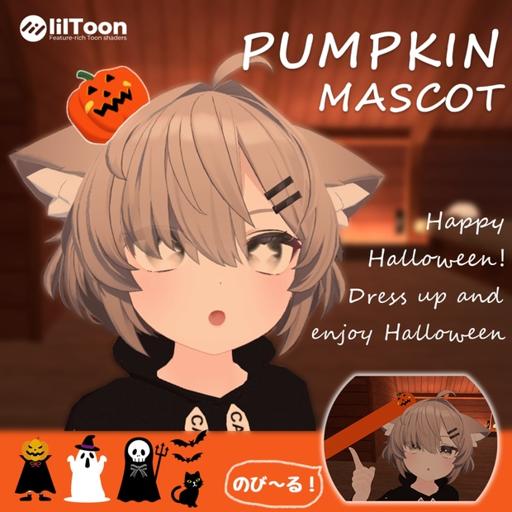 lilToon
Feature-rich Toon shaders
PUMPKIN
MASCOT
Happy
Halloween!
Dress up and
enjoy Halloween
のび〜る！